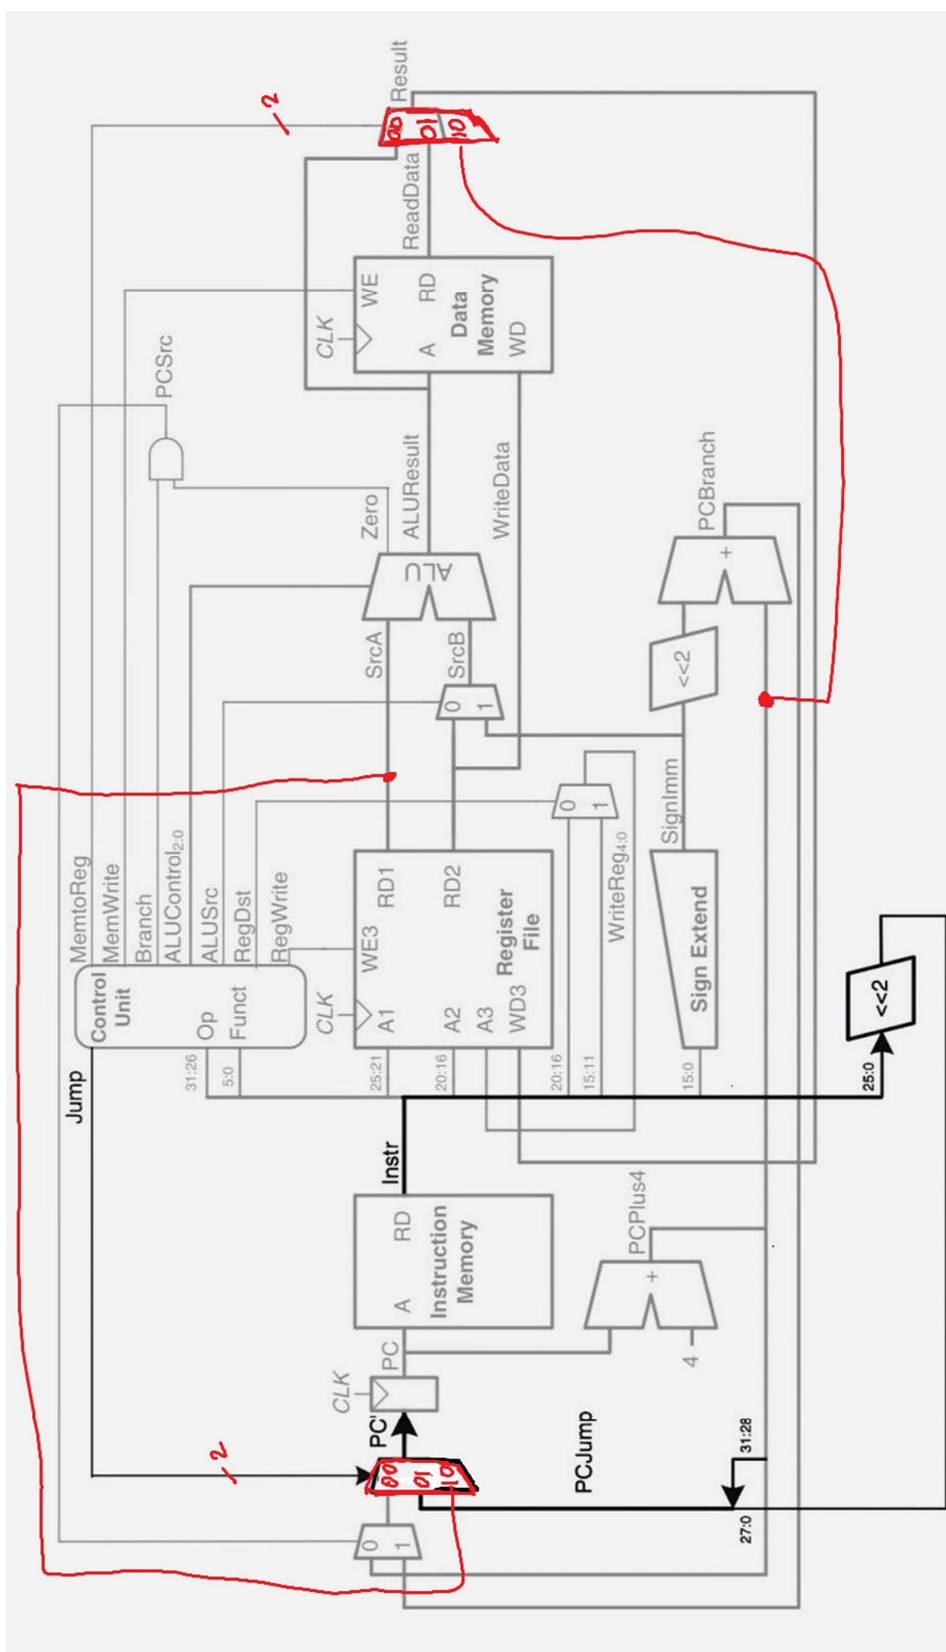 Jump
Control
Unit
MemtoReg
MemWrite
Branch
ALUControl2:0
ALUSrc
RegDst
RegWrite
Op
Funct
31:26
5:0
PCSrc
2
2
CLK
CLK
CLK
0
1
00
01
10
PC'
PC
A
RD
Instruction
Memory
Instr
25:21
20:16
A1
A2
A3
WD3
WE3
RD1
RD2
Register
File
SrcA
0
1
SrcB
ALU
Zero
ALUResult
WriteData
WE
A
RD
Data
Memory
WD
ReadData
00
01
10
Result
20:16
15:11
0
1
WriteReg4:0
PCPlus4
+
4
15:0
SignImm
Sign Extend
<<2
+
PCBranch
PCJump
27:0
31:28
25:0
<<2